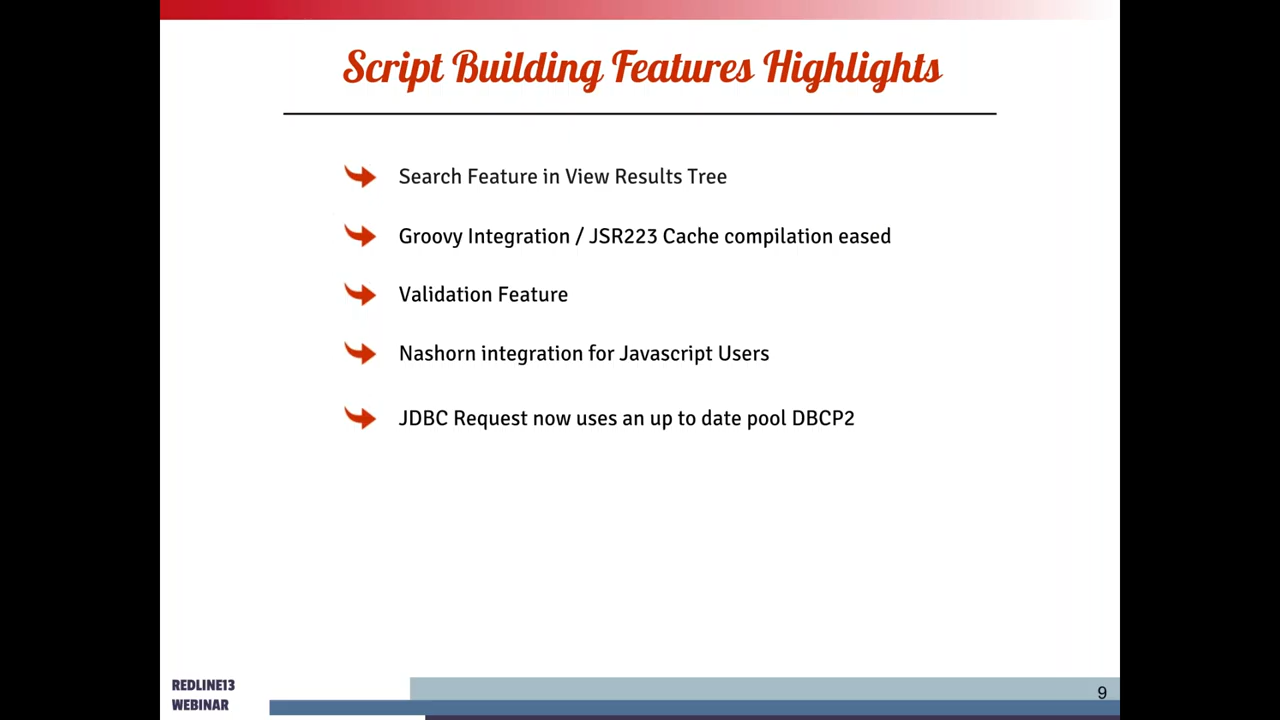 Script Building Features Highlights
Search Feature in View Results Tree
Groovy Integration / JSR223 Cache compilation eased
Validation Feature
Nashorn integration for Javascript Users
JDBC Request now uses an up to date pool DBCP2
REDLINE13
WEBINAR
9